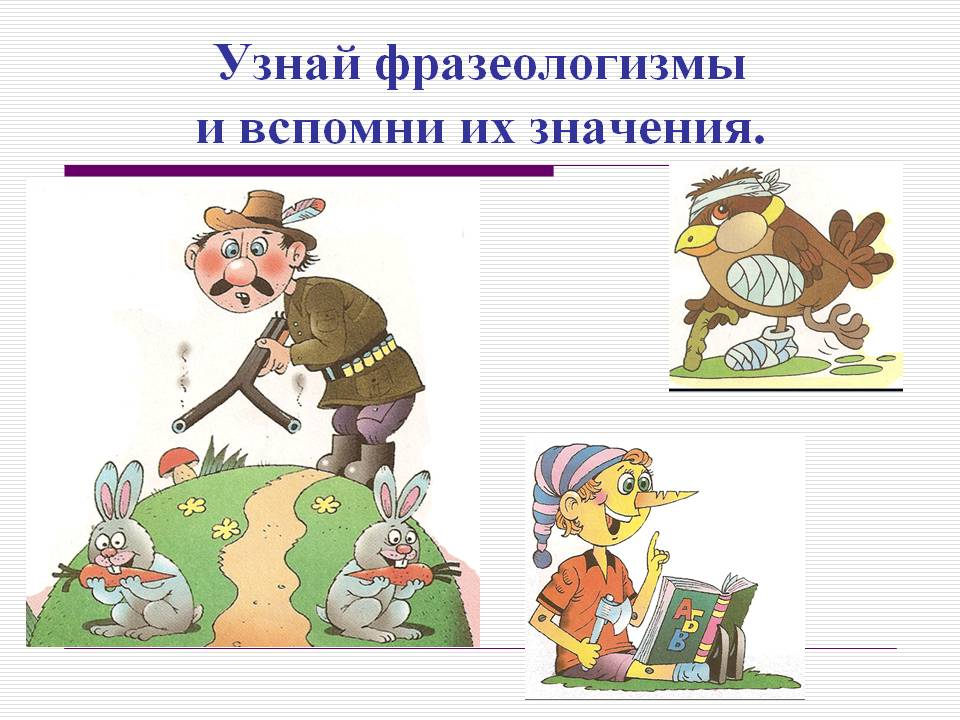 Узнай фразеологизмы
и вспомни их значения.
А
Б
В